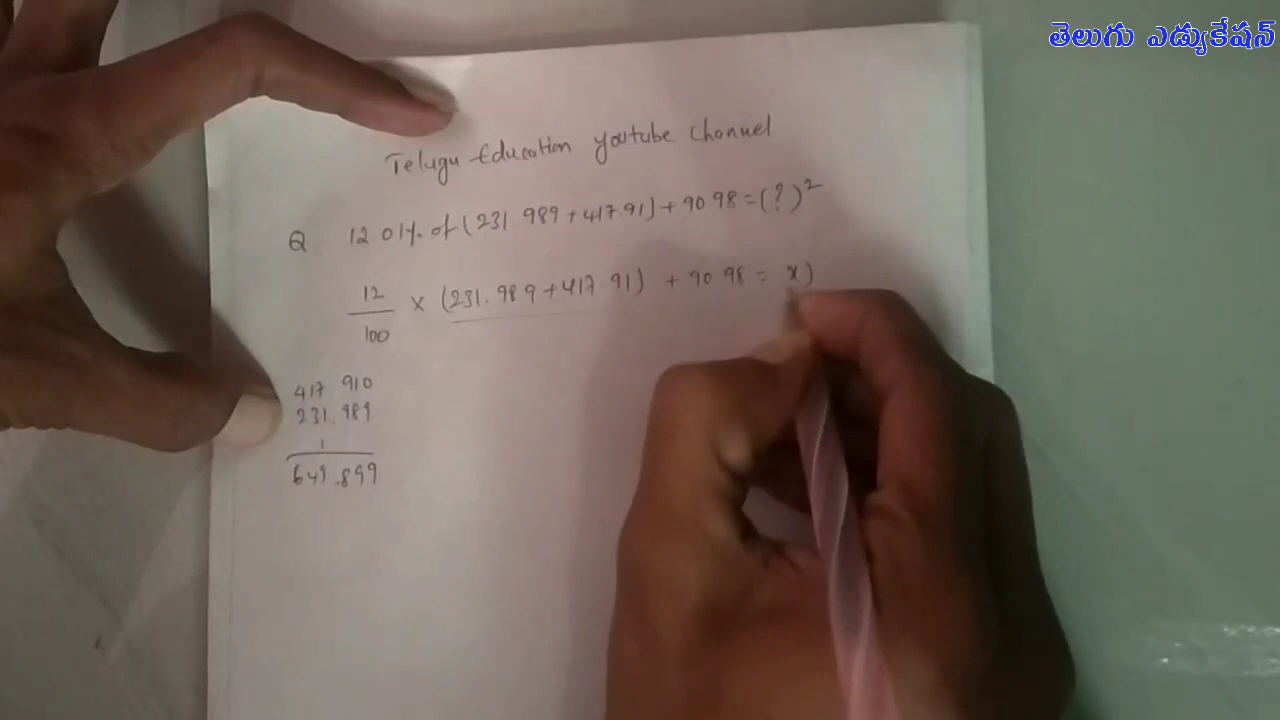 తెలుగు ఎడ్యుకేషన్
Telugu Education youtube channel
Q 12.01% of (231.989+417.91)+90.98=(?)²
12/100 × (231.989+417.91) +90.98= x)
417 910
231.989
1
649.899